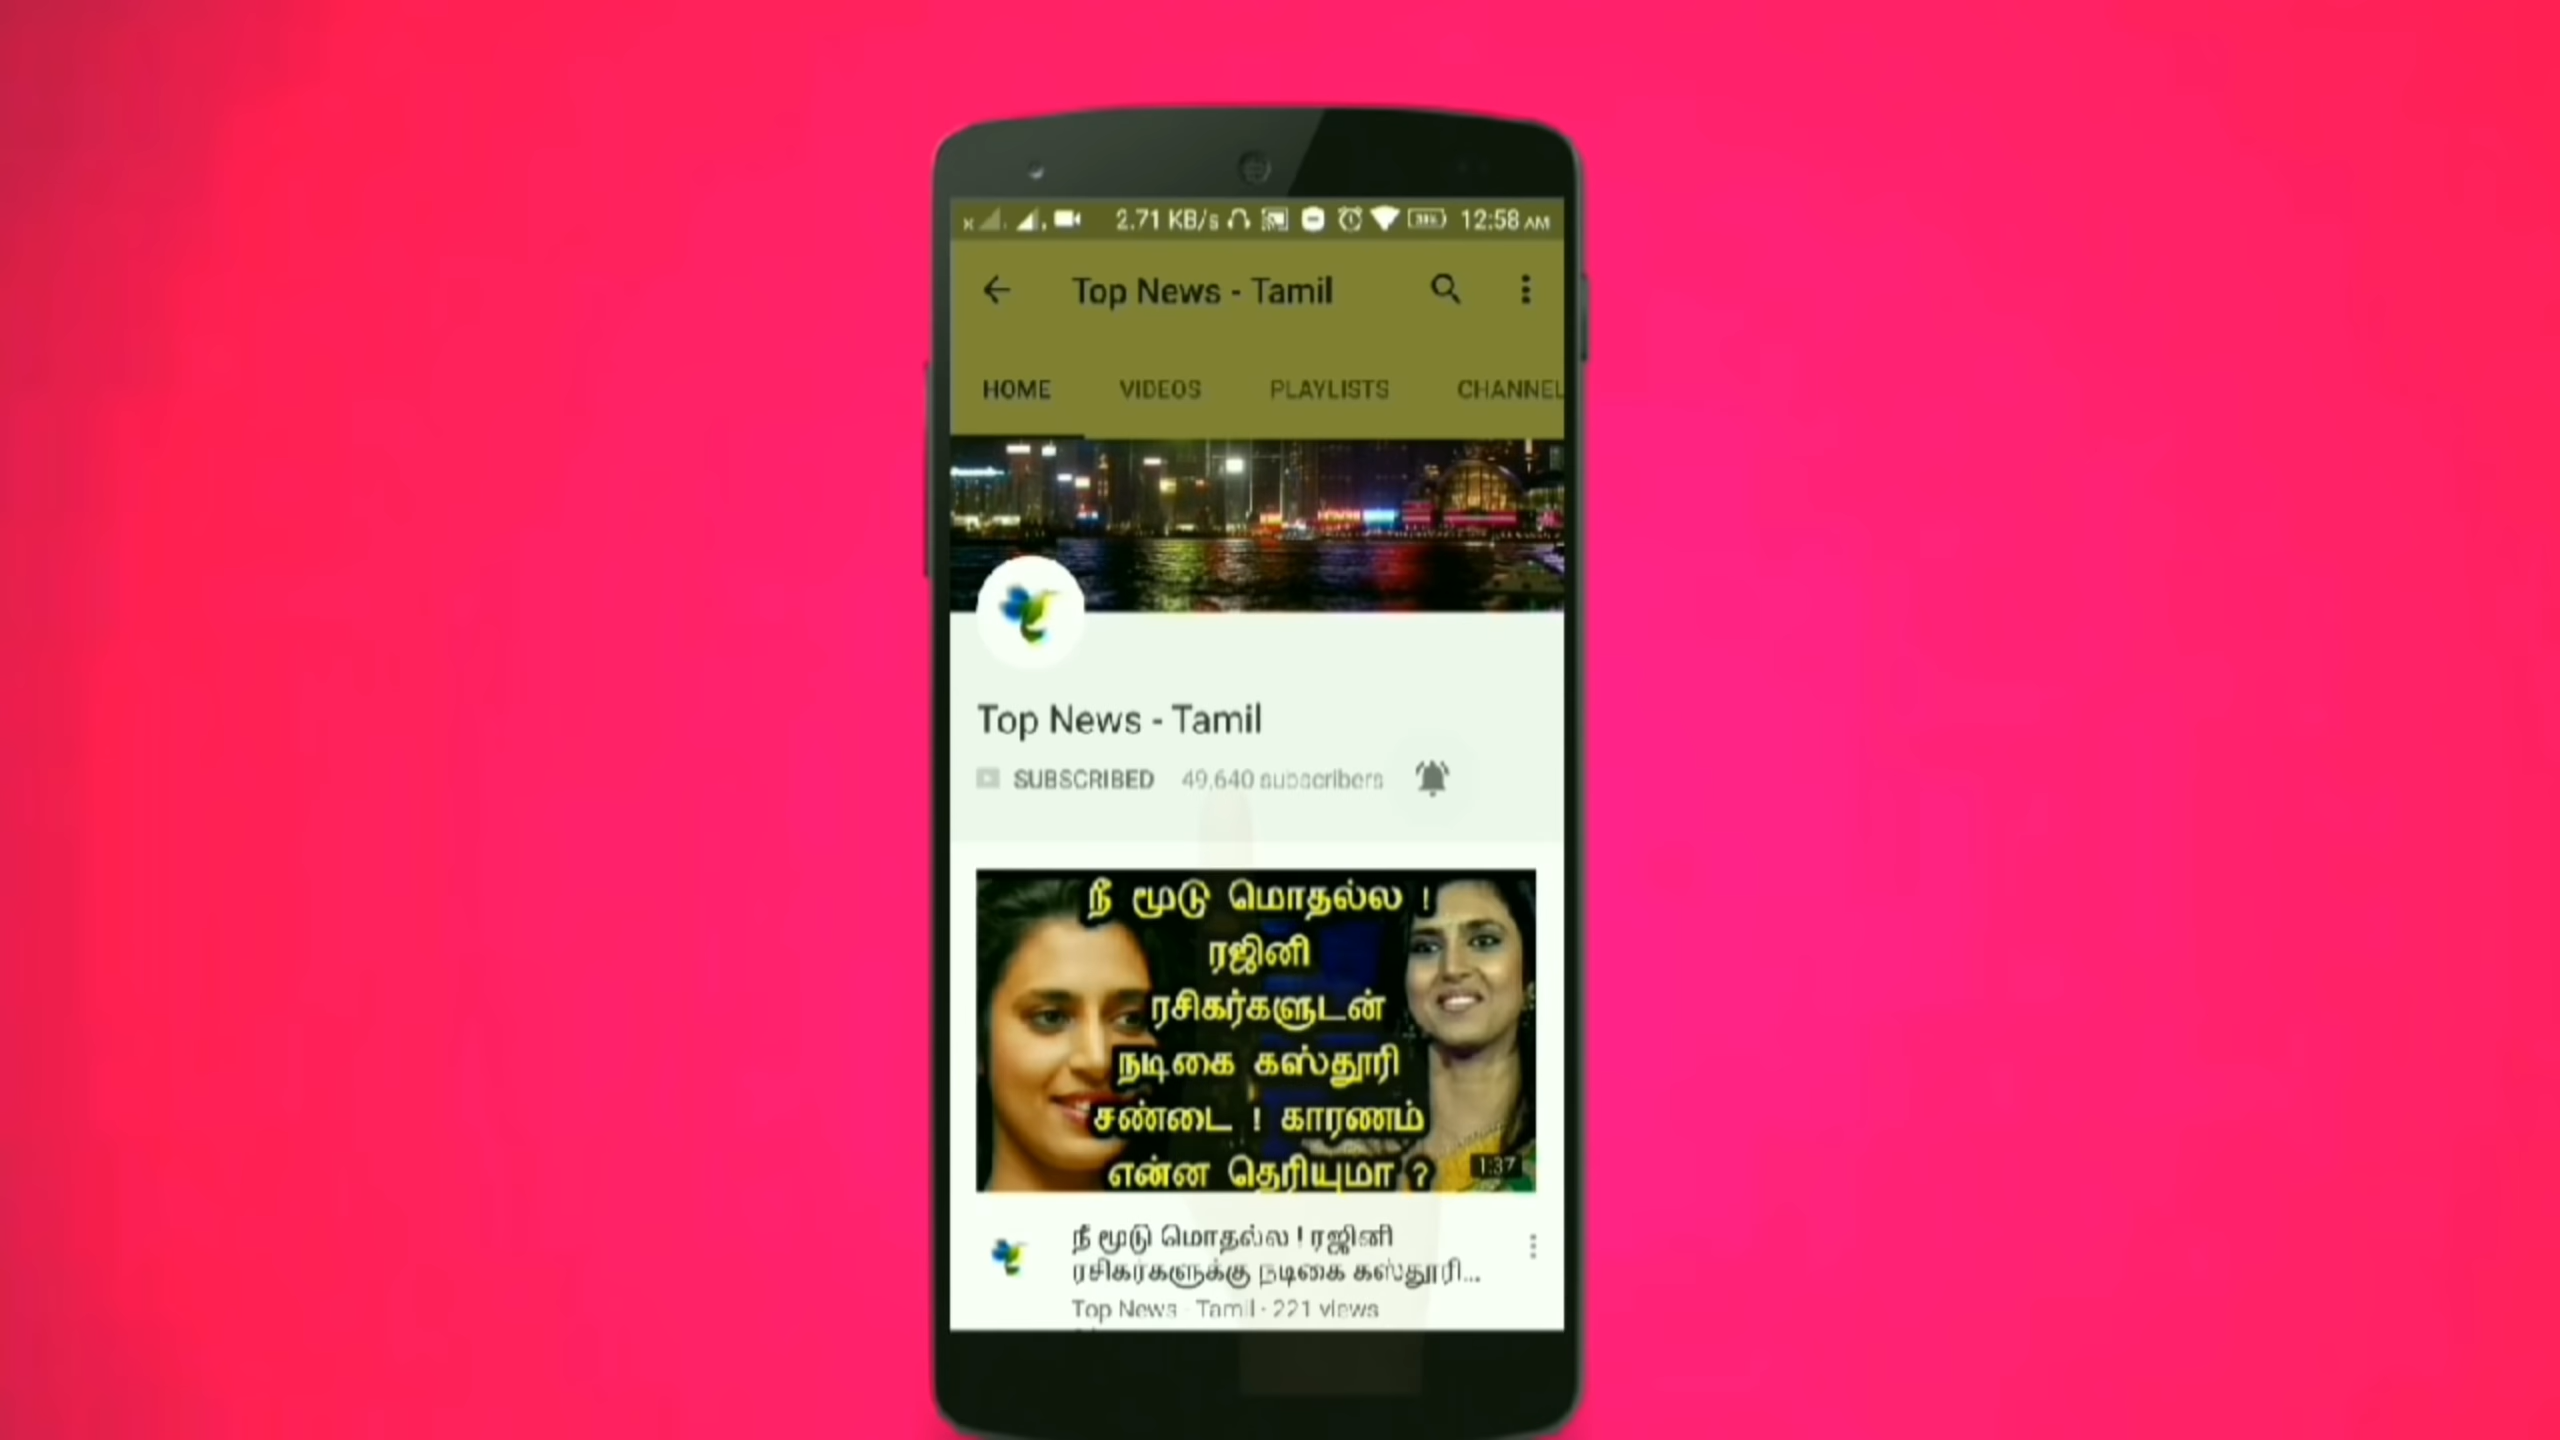 2.71 KB/s 12:58 AM
Top News - Tamil
HOME VIDEOS PLAYLISTS CHANNEL
Top News - Tamil
SUBSCRIBED 49,640 subscribers
நீ மூடு மொதல்ல !
ரஜினி
ரசிகர்களுடன்
நடிகை கஸ்தூரி
சண்டை ! காரணம்
என்ன தெரியுமா ?
1:37
நீ மூடு மொதல்ல ! ரஜினி
ரசிகர்களுக்கு நடிகை கஸ்தூரி...
Top News - Tamil · 221 views